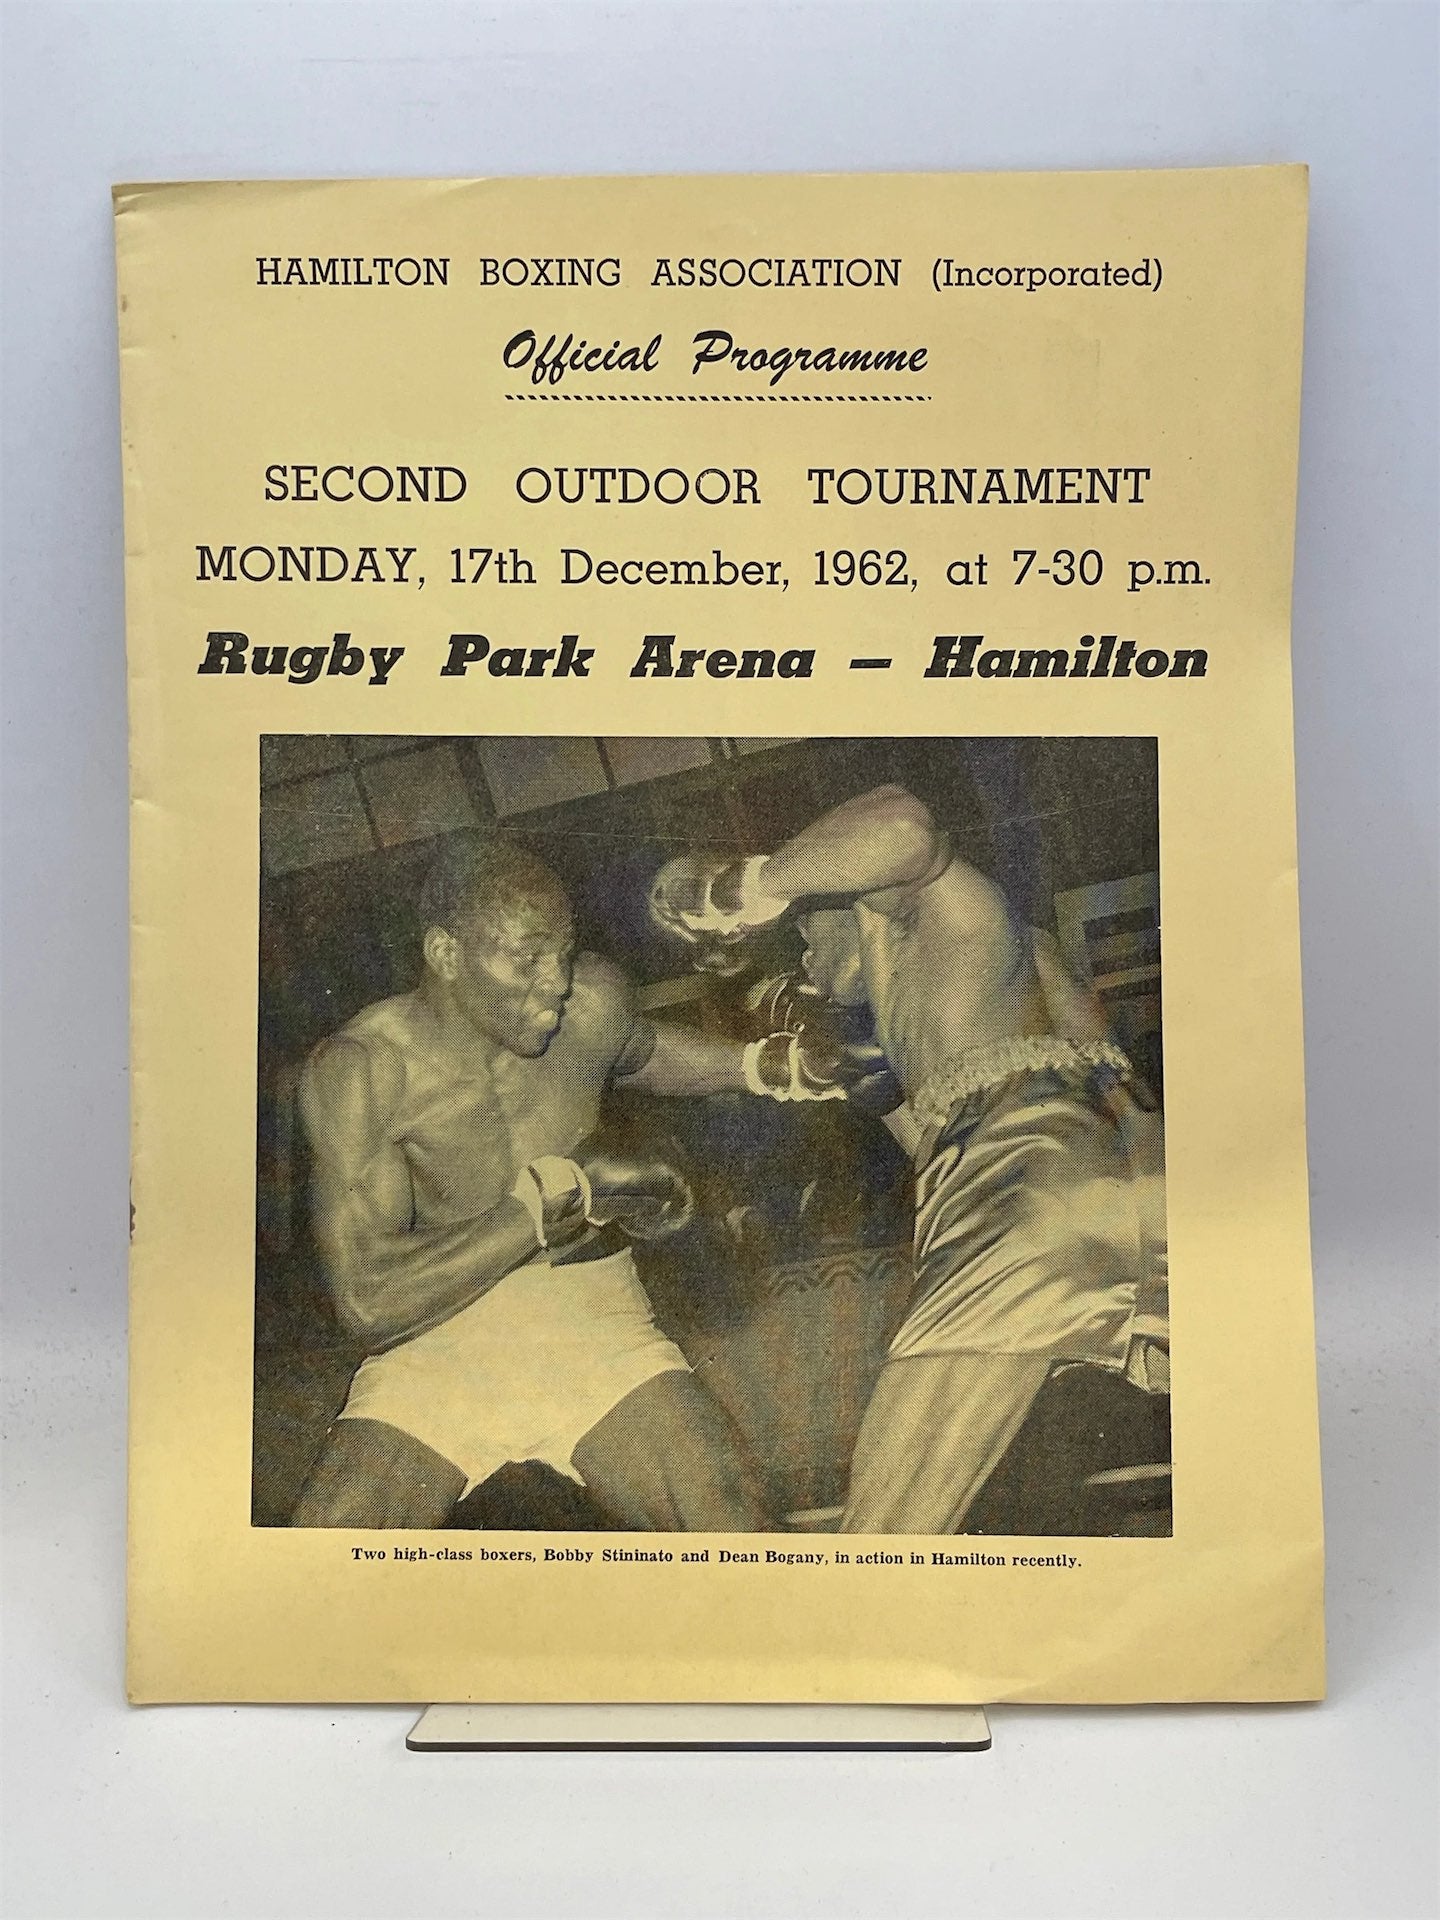 HAMILTON BOXING ASSOCIATION (Incorporated)
Official Programme
SECOND OUTDOOR TOURNAMENT
MONDAY, 17th December, 1962, at 7-30 p.m.
Rugby Park Arena — Hamilton
Two high-class boxers, Bobby Stininato and Dean Bogany, in action in Hamilton recently.